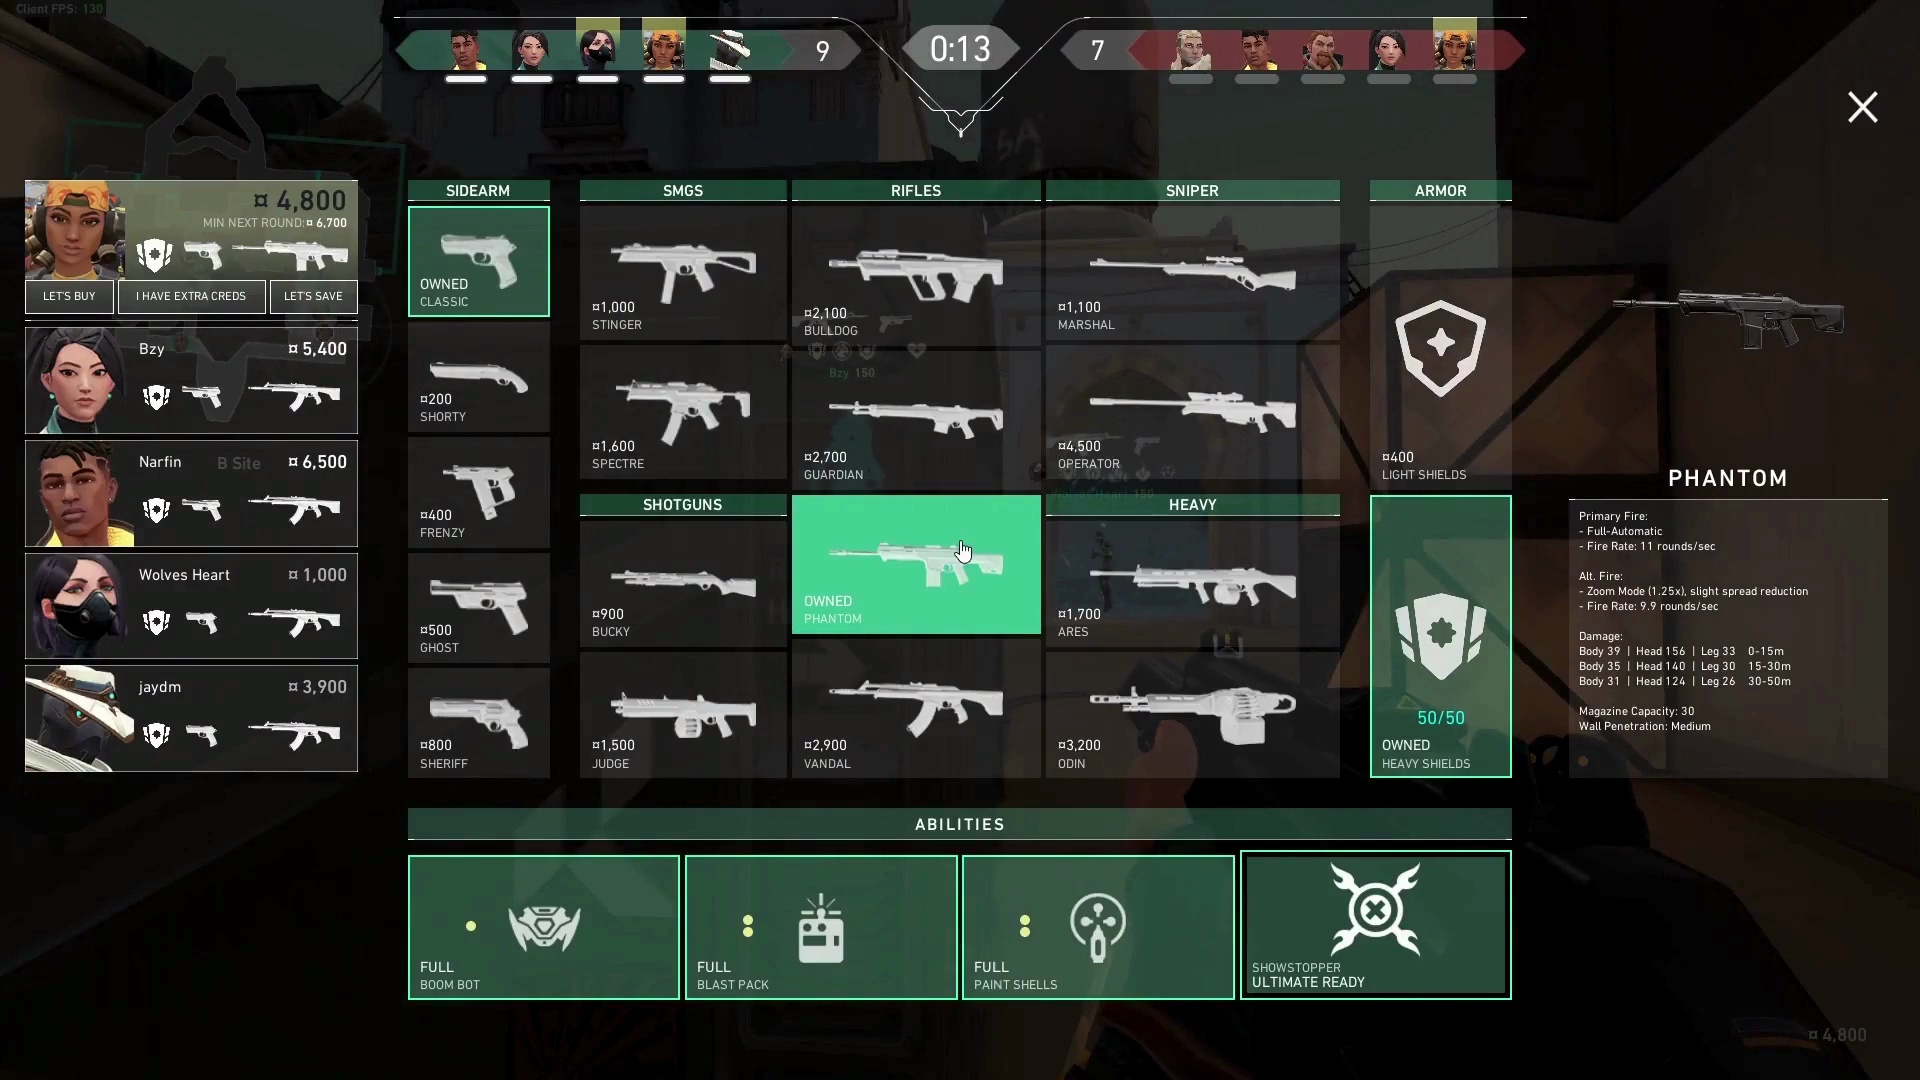 Client FPS: 130
9
0:13
7
¤ 4,800
MIN NEXT ROUND: ¤ 6,700
LET'S BUY
I HAVE EXTRA CREDS
LET'S SAVE
Bzy
¤ 5,400
Narfin
B Site
¤ 6,500
Wolves Heart
¤ 1,000
jaydm
¤ 3,900
SIDEARM
OWNED
CLASSIC
¤200
SHORTY
¤400
FRENZY
¤500
GHOST
¤800
SHERIFF
SMGS
¤1,000
STINGER
¤1,600
SPECTRE
SHOTGUNS
¤900
BUCKY
¤1,500
JUDGE
RIFLES
¤2,100
BULLDOG
Bzy 150
¤2,700
GUARDIAN
OWNED
PHANTOM
¤2,900
VANDAL
SNIPER
¤1,100
MARSHAL
¤4,500
OPERATOR
Wolves Heart 150
HEAVY
¤1,700
ARES
¤3,200
ODIN
ARMOR
¤400
LIGHT SHIELDS
50/50
OWNED
HEAVY SHIELDS
PHANTOM
Primary Fire:
- Full-Automatic
- Fire Rate: 11 rounds/sec
Alt. Fire:
- Zoom Mode (1.25x), slight spread reduction
- Fire Rate: 9.9 rounds/sec
Damage:
Body 39 | Head 156 | Leg 33 0-15m
Body 35 | Head 140 | Leg 30 15-30m
Body 31 | Head 124 | Leg 26 30-50m
Magazine Capacity: 30
Wall Penetration: Medium
ABILITIES
FULL
BOOM BOT
FULL
BLAST PACK
FULL
PAINT SHELLS
SHOWSTOPPER
ULTIMATE READY
¤ 4,800